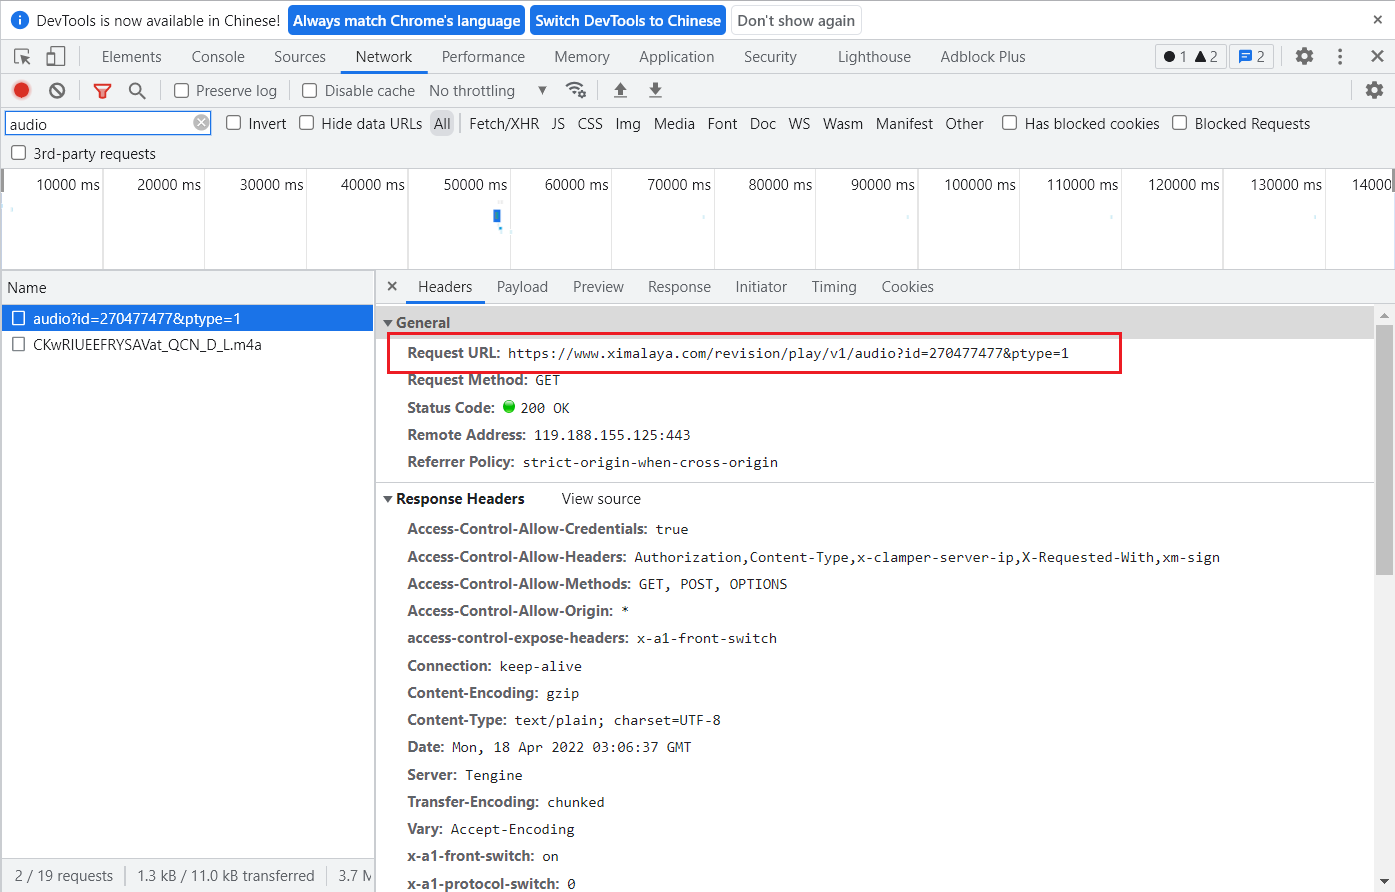 DevTools is now available in Chinese! Always match Chrome's language Switch DevTools to Chinese Don't show again
Elements Console Sources Network Performance Memory Application Security Lighthouse Adblock Plus 1 2 2
Preserve log Disable cache No throttling
audio Invert Hide data URLs All Fetch/XHR JS CSS Img Media Font Doc WS Wasm Manifest Other Has blocked cookies Blocked Requests
3rd-party requests
10000 ms 20000 ms 30000 ms 40000 ms 50000 ms 60000 ms 70000 ms 80000 ms 90000 ms 100000 ms 110000 ms 120000 ms 130000 ms 14000
Name
audio?id=270477477&ptype=1
CKwRIUEEFRYSAVat_QCN_D_L.m4a
2 / 19 requests 1.3 kB / 11.0 kB transferred 3.7 M
Headers Payload Preview Response Initiator Timing Cookies
General
Request URL: https://www.ximalaya.com/revision/play/v1/audio?id=270477477&ptype=1
Request Method: GET
Status Code: 200 OK
Remote Address: 119.188.155.125:443
Referrer Policy: strict-origin-when-cross-origin
Response Headers View source
Access-Control-Allow-Credentials: true
Access-Control-Allow-Headers: Authorization,Content-Type,x-clamper-server-ip,X-Requested-With,xm-sign
Access-Control-Allow-Methods: GET, POST, OPTIONS
Access-Control-Allow-Origin: *
access-control-expose-headers: x-a1-front-switch
Connection: keep-alive
Content-Encoding: gzip
Content-Type: text/plain; charset=UTF-8
Date: Mon, 18 Apr 2022 03:06:37 GMT
Server: Tengine
Transfer-Encoding: chunked
Vary: Accept-Encoding
x-a1-front-switch: on
x-a1-protocol-switch: 0